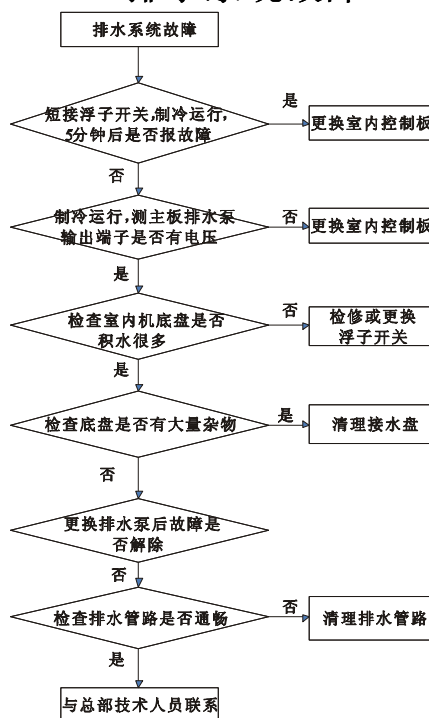 排水系统故障
短接浮子开关,制冷运行,
5分钟后是否报故障
是
更换室内控制板
否
制冷运行,测主板排水泵
输出端子是否有电压
否
更换室内控制板
是
检查室内机底盘是否
积水很多
否
检修或更换
浮子开关
是
检查底盘是否有大量杂物
是
清理接水盘
否
更换排水泵后故障是
否解除
否
检查排水管路是否通畅
否
清理排水管路
是
与总部技术人员联系